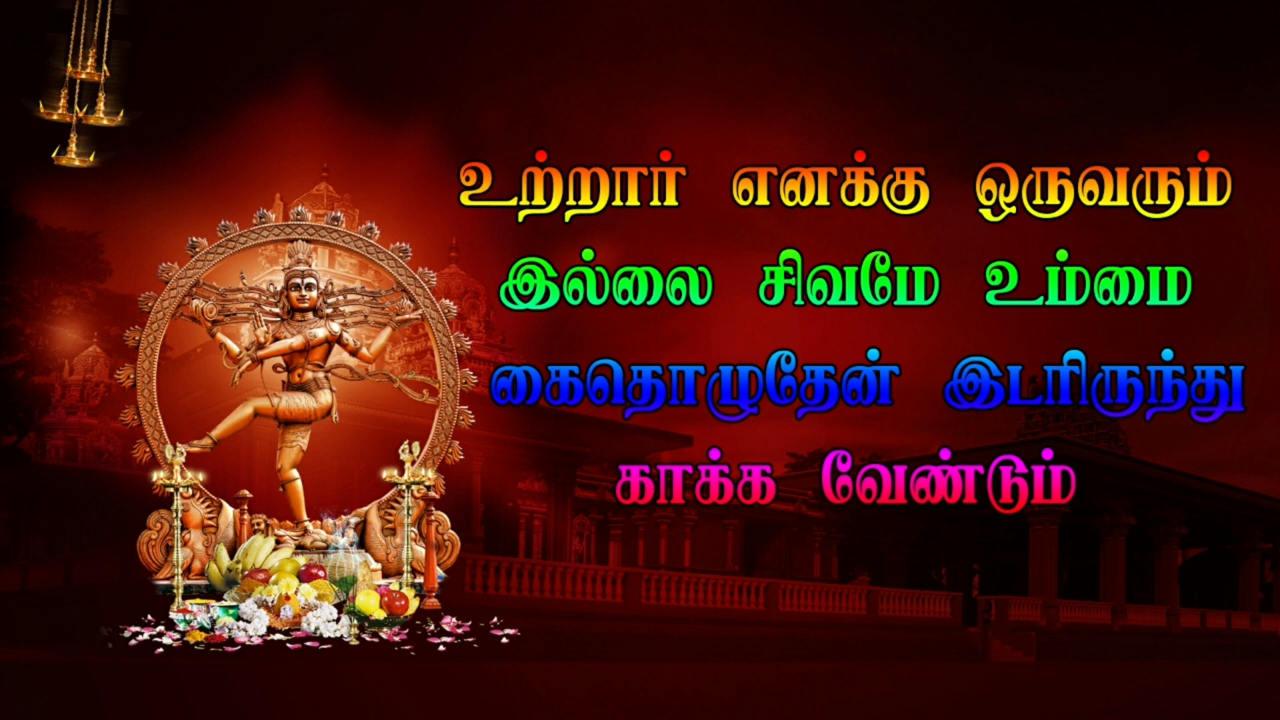 உற்றார் எனக்கு ஒருவரும்
இல்லை சிவமே உம்மை
கைதொழுதேன் இடரிருந்து
காக்க வேண்டும்